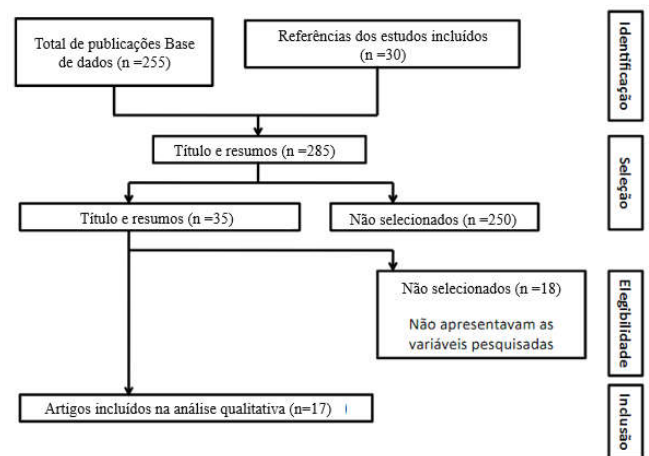 Total de publicações Base
de dados (n =255)
Referências dos estudos incluídos
(n =30)
Identificação
Título e resumos (n =285)
Seleção
Título e resumos (n =35)
Não selecionados (n =250)
Não selecionados (n =18)
Não apresentavam as
variáveis pesquisadas
Elegibilidade
Artigos incluídos na análise qualitativa (n=17)
Inclusão